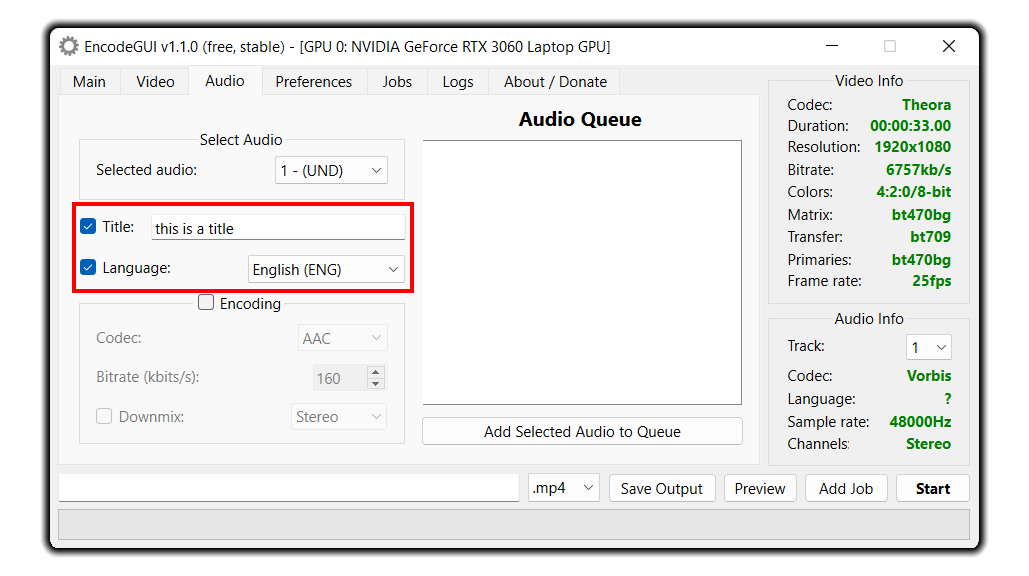 EncodeGUI v1.1.0 (free, stable) - [GPU 0: NVIDIA GeForce RTX 3060 Laptop GPU]
Main Video Audio Preferences Jobs Logs About / Donate
Select Audio
Selected audio: 1 - (UND)
Title: this is a title
Language: English (ENG)
Encoding
Codec: AAC
Bitrate (kbits/s): 160
Downmix: Stereo
Audio Queue
Add Selected Audio to Queue
Video Info
Codec: Theora
Duration: 00:00:33.00
Resolution: 1920x1080
Bitrate: 6757kb/s
Colors: 4:2:0/8-bit
Matrix: bt470bg
Transfer: bt709
Primaries: bt470bg
Frame rate: 25fps
Audio Info
Track: 1
Codec: Vorbis
Language: ?
Sample rate: 48000Hz
Channels: Stereo
.mp4 Save Output Preview Add Job Start